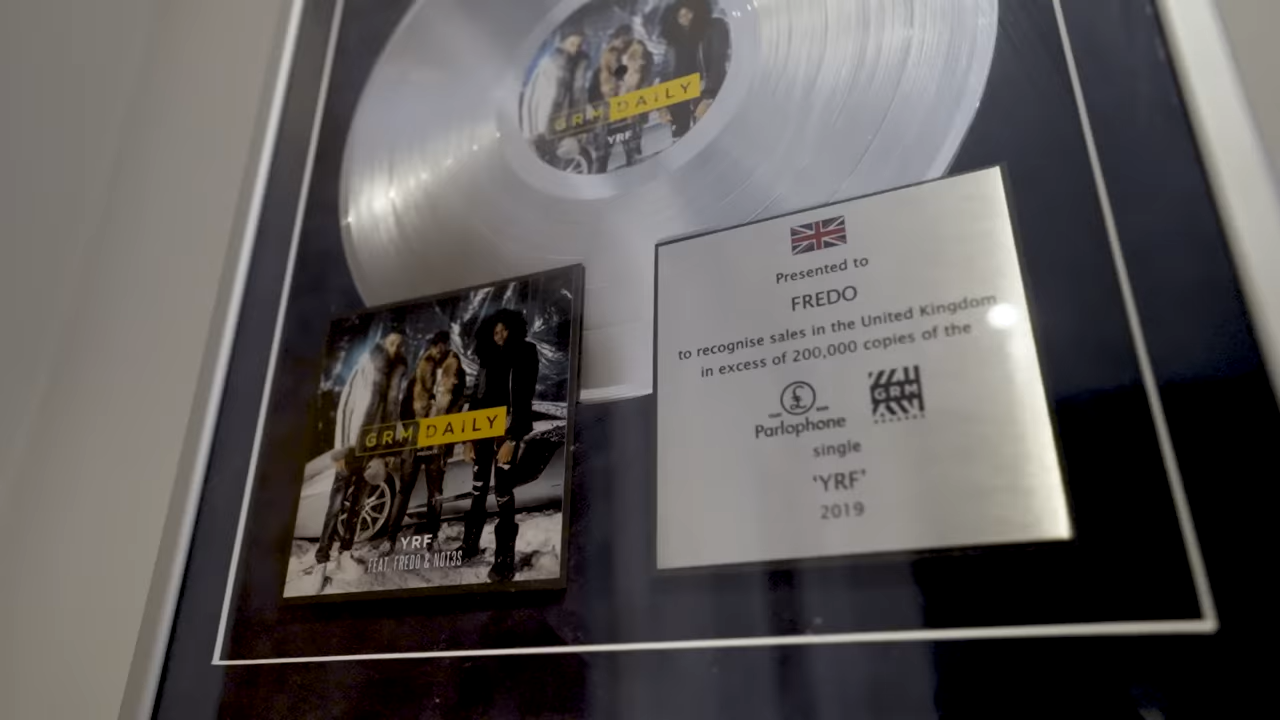 GRM DAILY
YRF
Presented to
FREDO
to recognise sales in the United Kingdom
in excess of 200,000 copies of the
£
Parlophone
GRM
single
'YRF'
2019
GRM DAILY
YRF
FEAT. FREDO & NOT3S